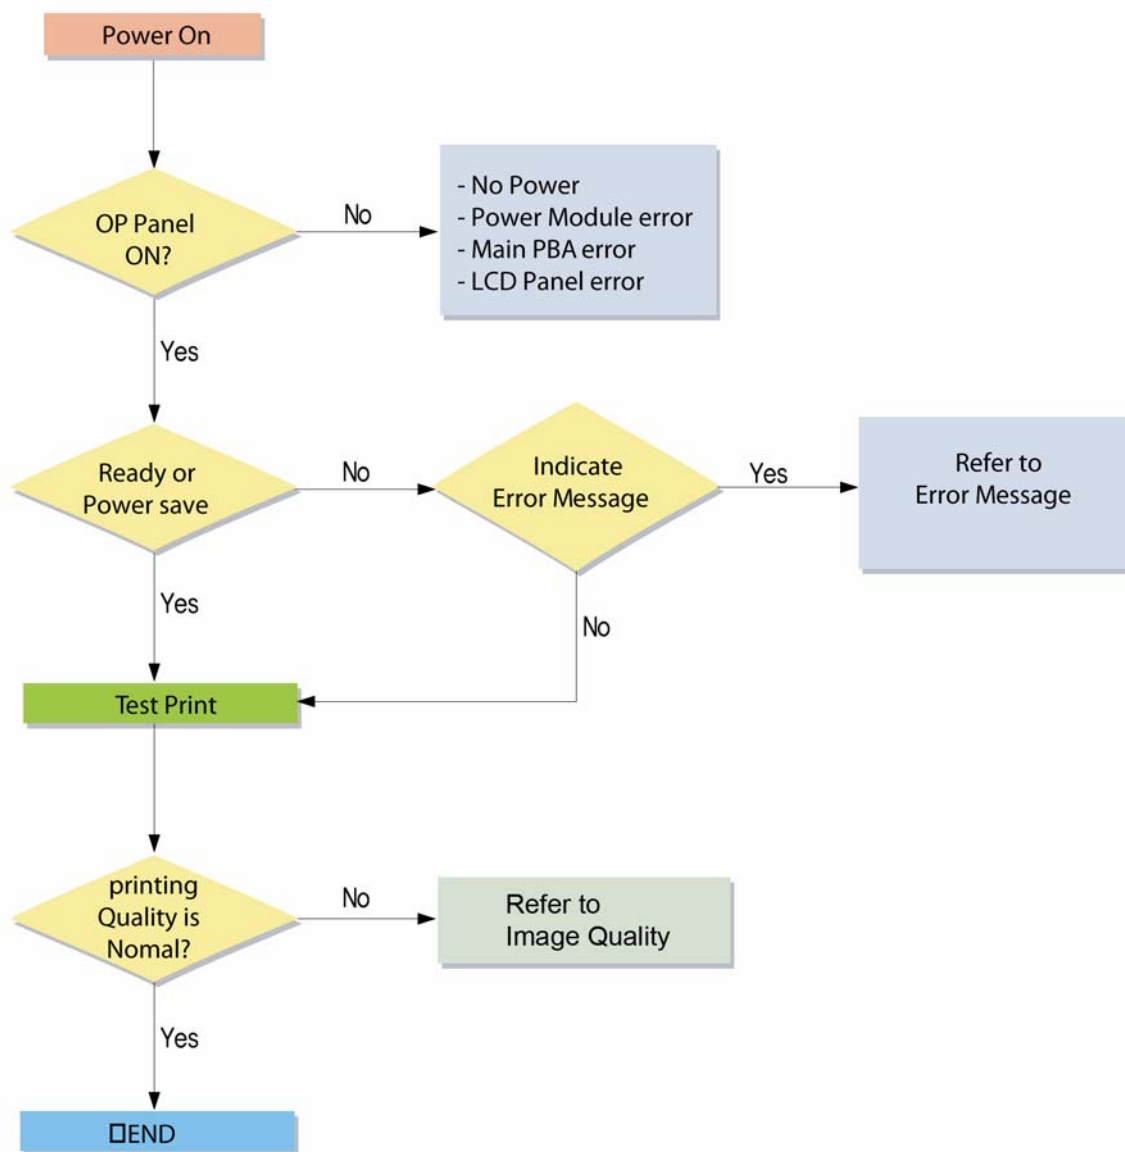 Power On
OP Panel
ON?
No
- No Power
- Power Module error
- Main PBA error
- LCD Panel error
Yes
Ready or
Power save
No
Indicate
Error Message
Yes
Refer to
Error Message
Yes
No
Test Print
printing
Quality is
Nomal?
No
Refer to
Image Quality
Yes
□END